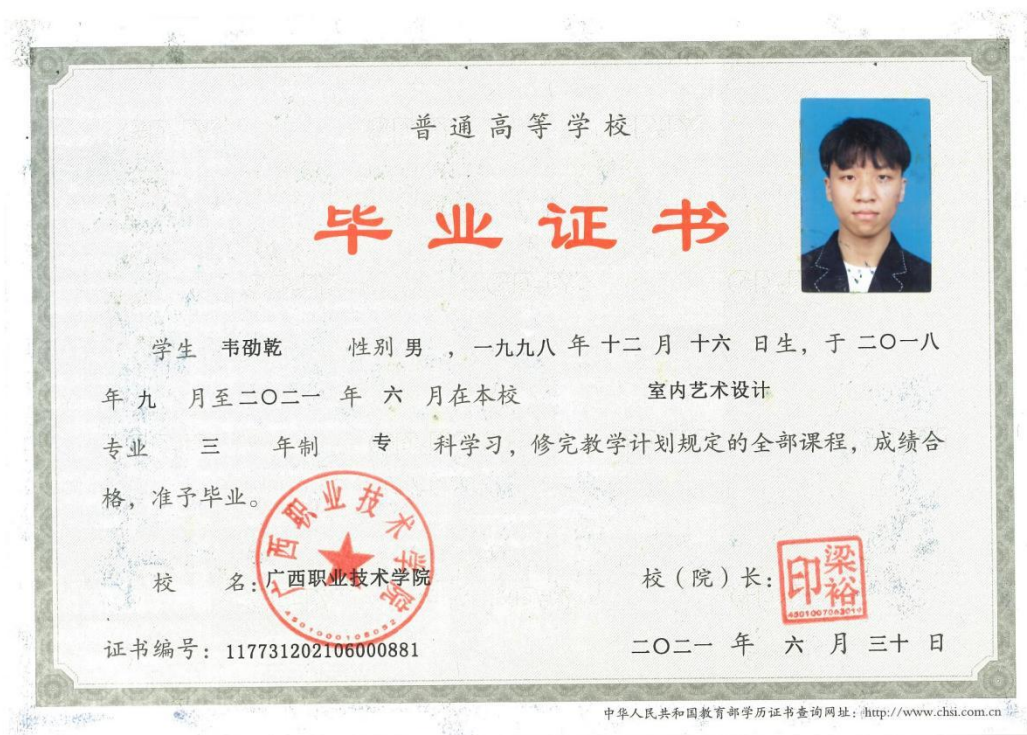 普通高等学校
毕业证书
学生 韦劭乾 性别 男 ，一九九八 年 十二 月 十六 日生，于 二〇一八
年 九 月至 二〇二一 年 六 月在本校 室内艺术设计
专业 三 年制 专 科学习，修完教学计划规定的全部课程，成绩合
格，准予毕业。
广西职业技术学院
校 名：广西职业技术学院
校（院）长：
梁裕印
证书编号：117731202106000881
二〇二一 年 六 月 三十 日
中华人民共和国教育部学历证书查询网址：http://www.chsi.com.cn